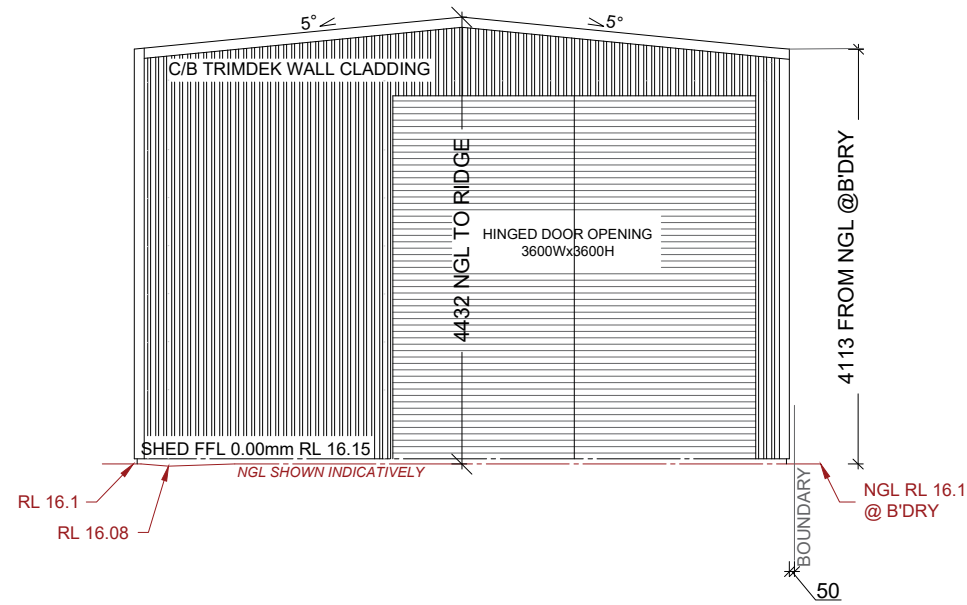 5°
5°
C/B TRIMDEK WALL CLADDING
4432 NGL TO RIDGE
HINGED DOOR OPENING
3600Wx3600H
4113 FROM NGL @B'DRY
SHED FFL 0.00mm RL 16.15
NGL SHOWN INDICATIVELY
RL 16.1
RL 16.08
NGL RL 16.1
@ B'DRY
BOUNDARY
50